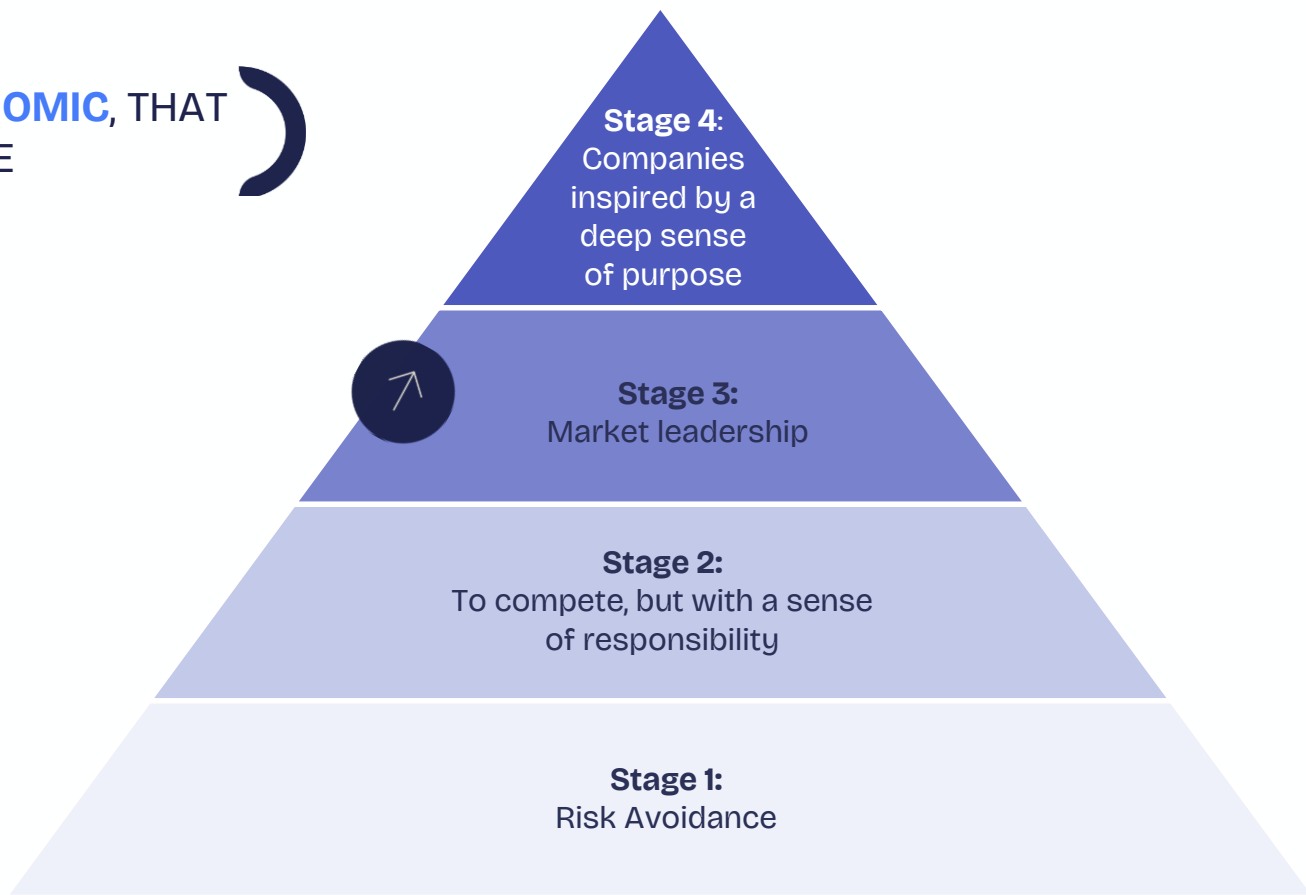 OMIC, THAT
E
Stage 4:
Companies
inspired by a
deep sense
of purpose
Stage 3:
Market leadership
Stage 2:
To compete, but with a sense
of responsibility
Stage 1:
Risk Avoidance